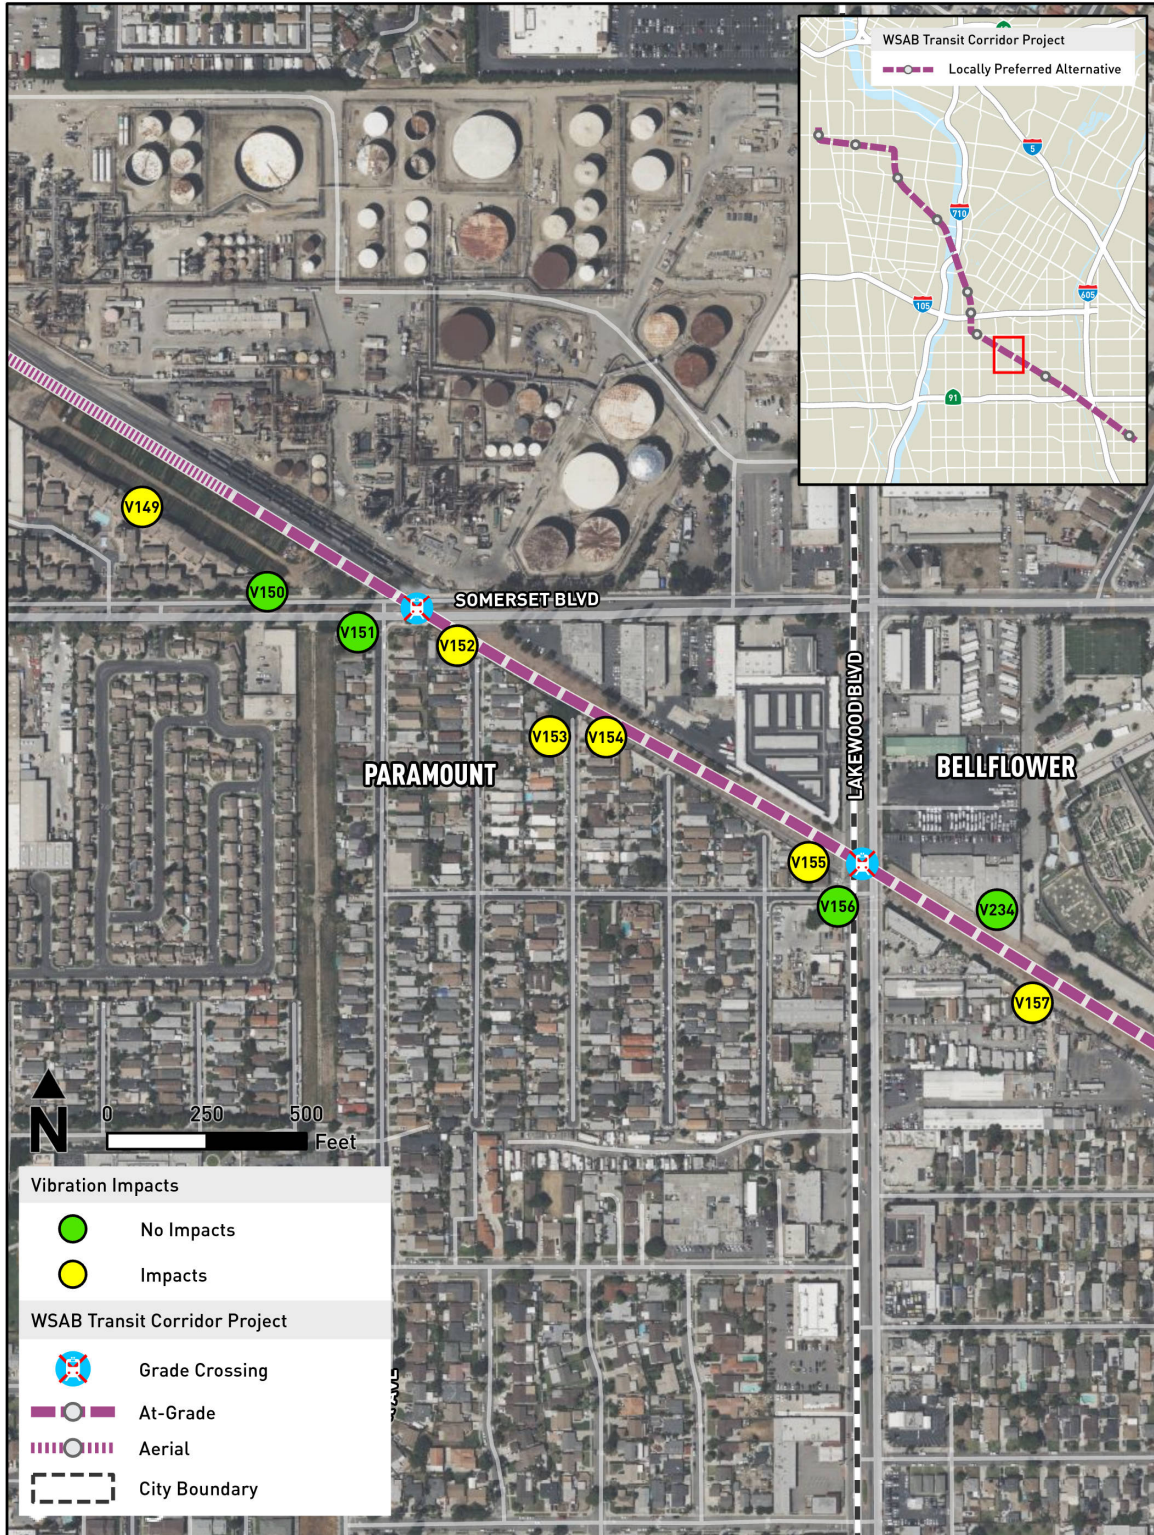 WSAB Transit Corridor Project
Locally Preferred Alternative
5
710
105
605
91
V149
V150
SOMERSET BLVD
V151
V152
V153
V154
LAKEWOOD BLVD
PARAMOUNT
BELLFLOWER
V155
V156
V234
V157
N
0 250 500
Feet
Vibration Impacts
No Impacts
Impacts
WSAB Transit Corridor Project
Grade Crossing
At-Grade
Aerial
City Boundary